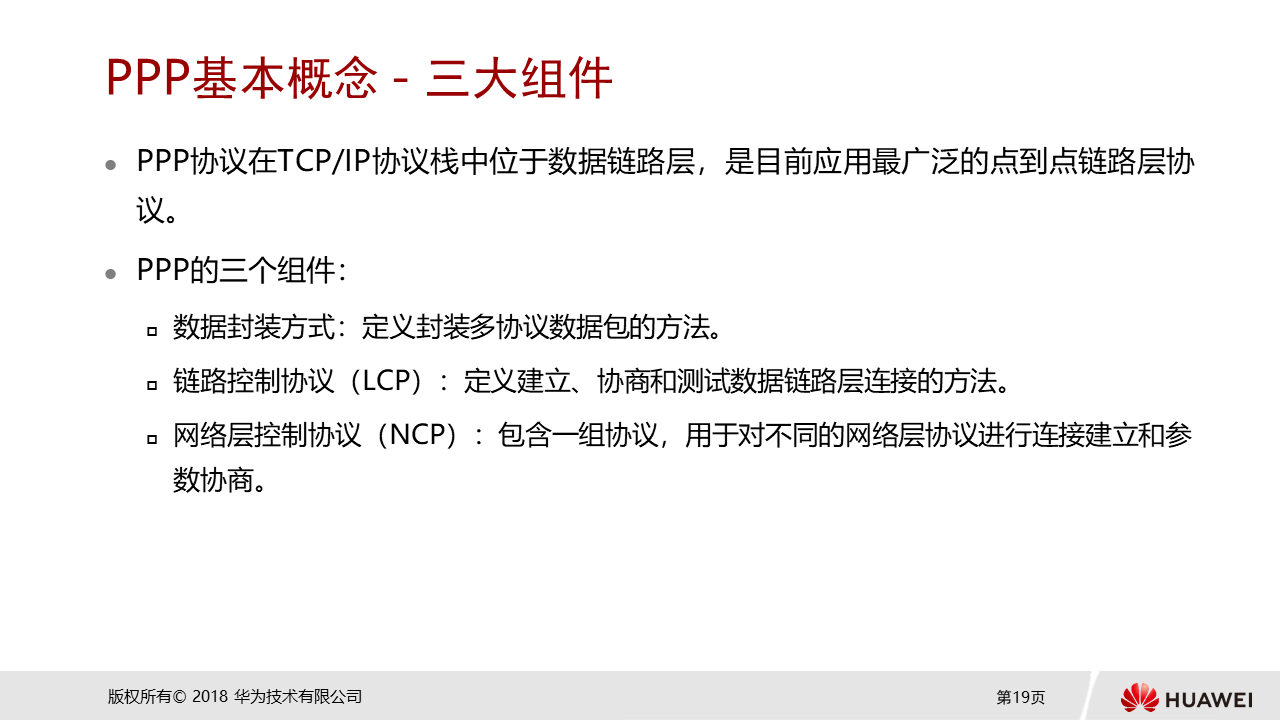 PPP基本概念 - 三大组件
PPP协议在TCP/IP协议栈中位于数据链路层，是目前应用最广泛的点到点链路层协
议。
PPP的三个组件：
数据封装方式：定义封装多协议数据包的方法。
链路控制协议（LCP）：定义建立、协商和测试数据链路层连接的方法。
网络层控制协议（NCP）：包含一组协议，用于对不同的网络层协议进行连接建立和参
数协商。
版权所有© 2018 华为技术有限公司
第19页
HUAWEI